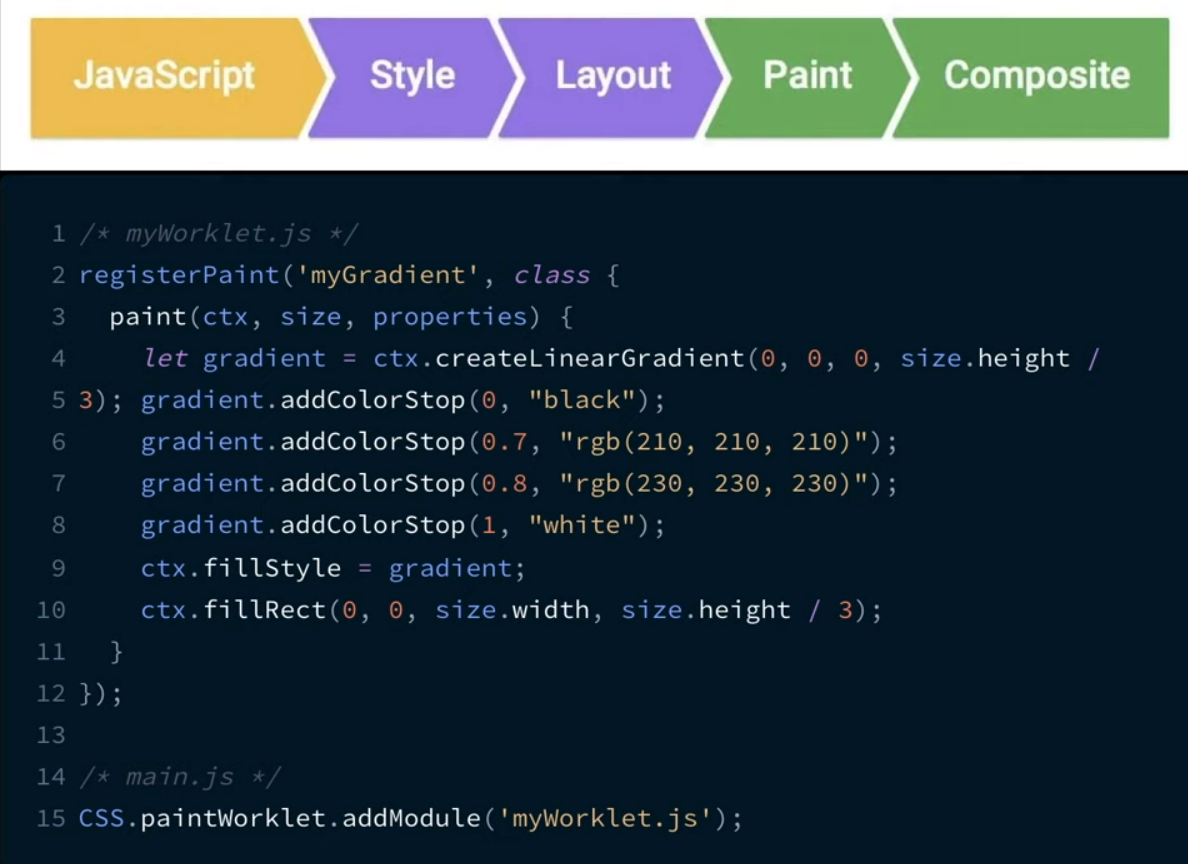 JavaScript Style Layout Paint Composite
1 /* myWorklet.js */
2 registerPaint('myGradient', class {
3   paint(ctx, size, properties) {
4     let gradient = ctx.createLinearGradient(0, 0, 0, size.height /
5 3); gradient.addColorStop(0, "black");
6     gradient.addColorStop(0.7, "rgb(210, 210, 210)");
7     gradient.addColorStop(0.8, "rgb(230, 230, 230)");
8     gradient.addColorStop(1, "white");
9     ctx.fillStyle = gradient;
10     ctx.fillRect(0, 0, size.width, size.height / 3);
11   }
12 });
13
14 /* main.js */
15 CSS.paintWorklet.addModule('myWorklet.js');